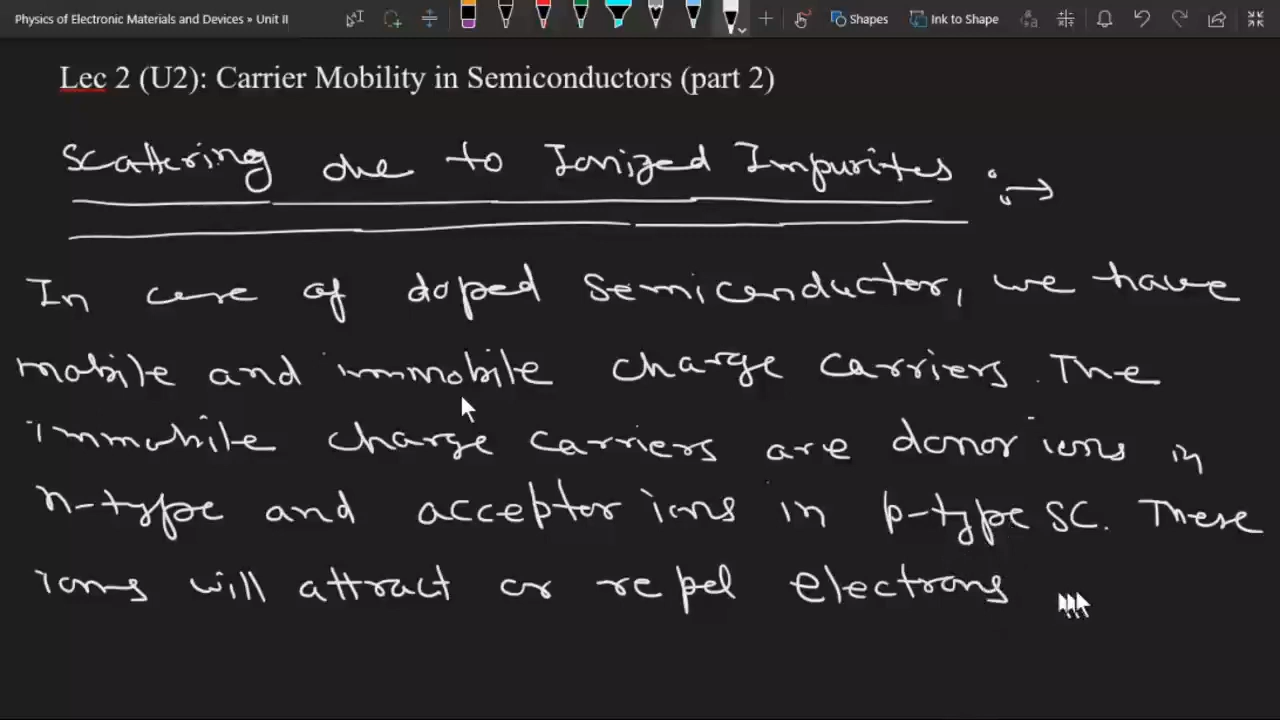 Physics of Electronic Materials and Devices » Unit II
Shapes
Ink to Shape
Lec 2 (U2): Carrier Mobility in Semiconductors (part 2)
Scattering due to Ionized Impurites :→
In case of doped semiconductor, we have
mobile and immobile charge carriers. The
immobile charge carriers are donor ions in
n-type and acceptor ions in p-type SC. These
ions will attract or repel electrons